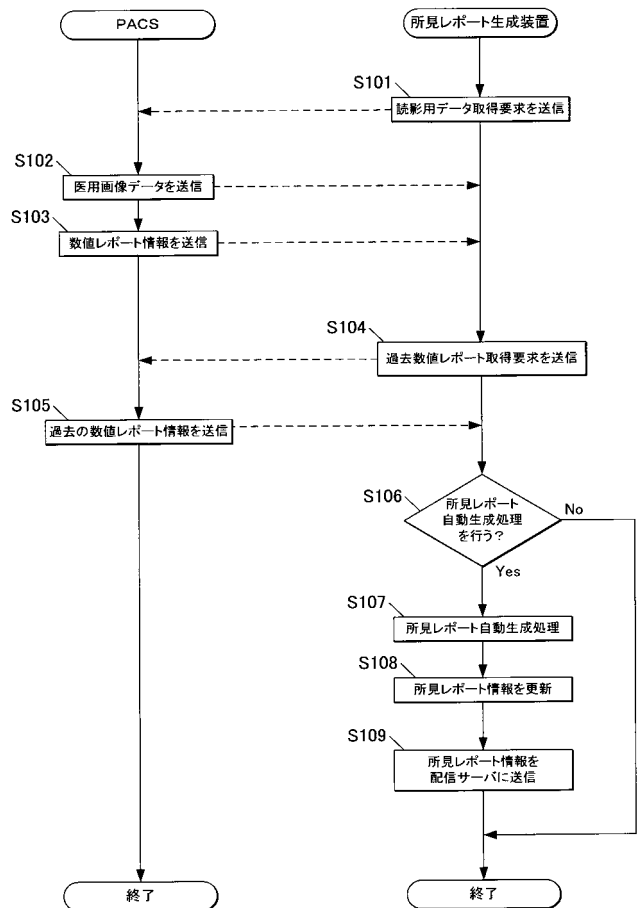 PACS
所見レポート生成装置
S101
読影用データ取得要求を送信
S102
医用画像データを送信
S103
数値レポート情報を送信
S104
過去数値レポート取得要求を送信
S105
過去の数値レポート情報を送信
S106
所見レポート
自動生成処理
を行う?
No
Yes
S107
所見レポート自動生成処理
S108
所見レポート情報を更新
S109
所見レポート情報を
配信サーバに送信
終了
終了